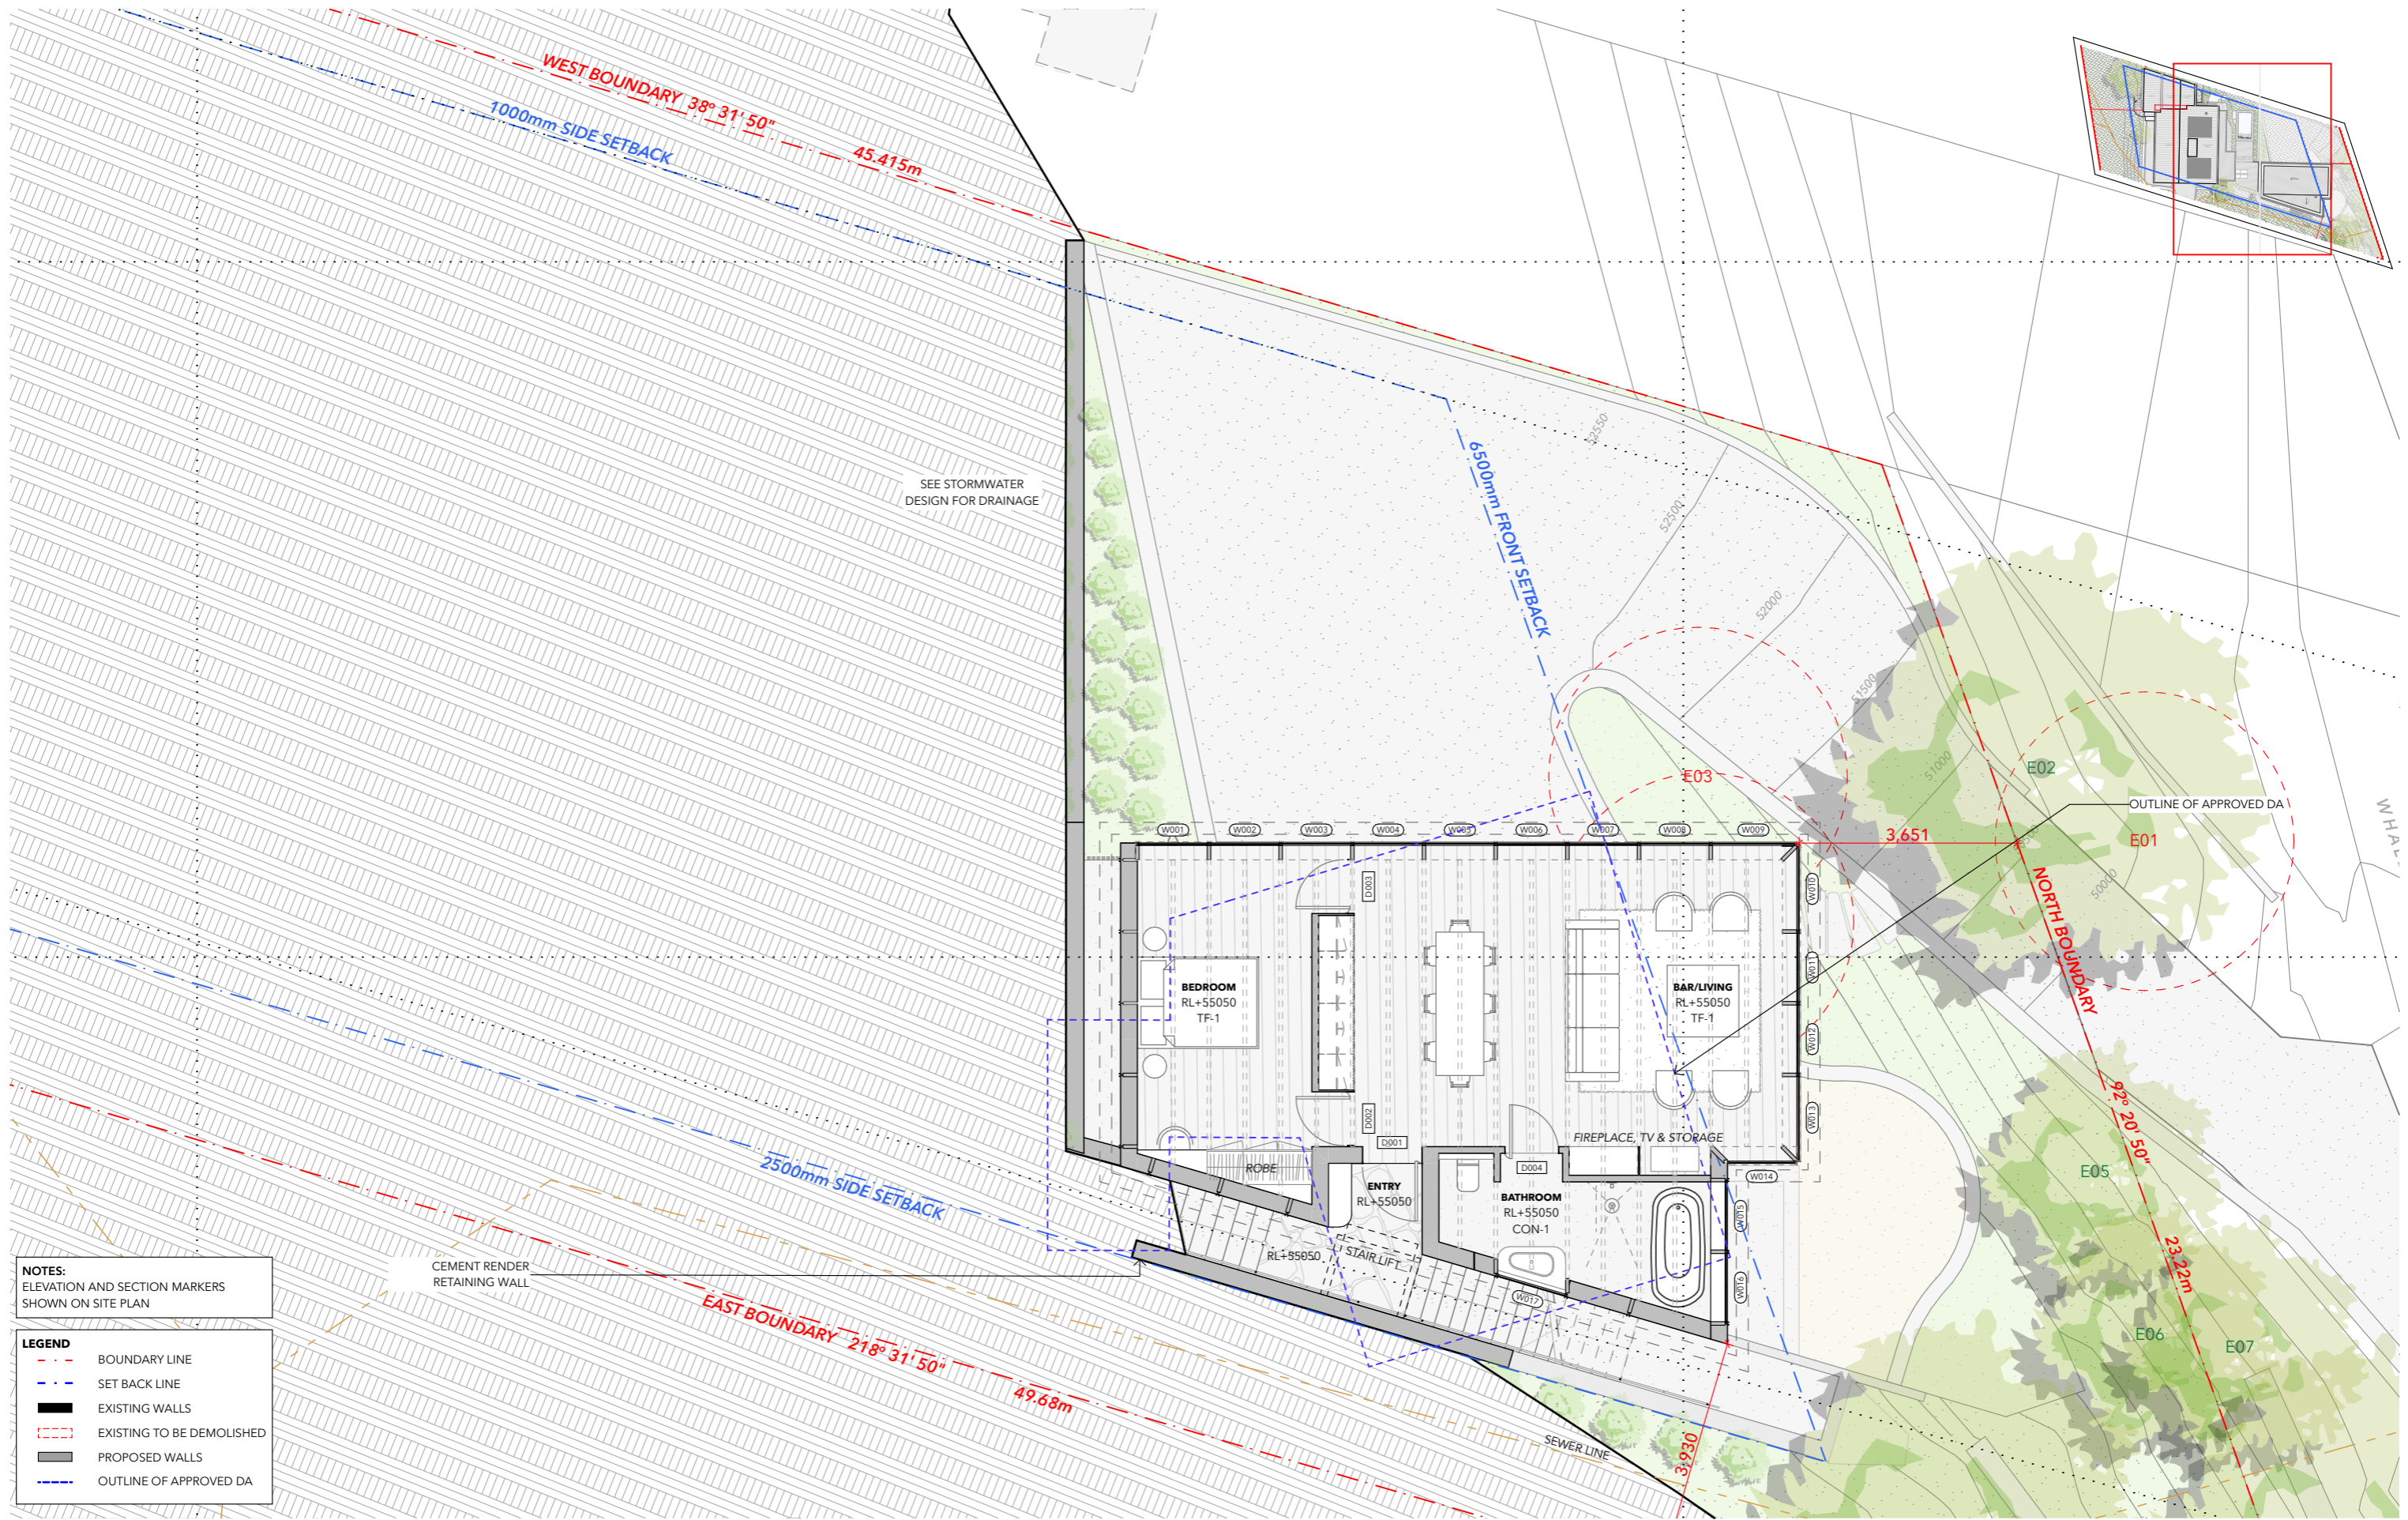 WEST BOUNDARY 38° 31' 50"
45.415m
1000mm SIDE SETBACK
SEE STORMWATER
DESIGN FOR DRAINAGE
6500mm FRONT SETBACK
52550
52500
52000
51500
51000
50000
E03
E02
E01
OUTLINE OF APPROVED DA
3,651
NORTH BOUNDARY
92° 20' 50"
23.22m
W001
W002
W003
W004
W005
W006
W007
W008
W009
W010
W011
W012
W013
W014
W015
W016
W017
D003
D002
D001
D004
BEDROOM
RL+55050
TF-1
BAR/LIVING
RL+55050
TF-1
FIREPLACE, TV & STORAGE
ROBE
ENTRY
RL+55050
BATHROOM
RL+55050
CON-1
RL+55050
STAIR LIFT
E05
E06
E07
2500mm SIDE SETBACK
CEMENT RENDER
RETAINING WALL
EAST BOUNDARY 218° 31' 50"
49.68m
SEWER LINE
3,930
NOTES:
ELEVATION AND SECTION MARKERS
SHOWN ON SITE PLAN
LEGEND
BOUNDARY LINE
SET BACK LINE
EXISTING WALLS
EXISTING TO BE DEMOLISHED
PROPOSED WALLS
OUTLINE OF APPROVED DA